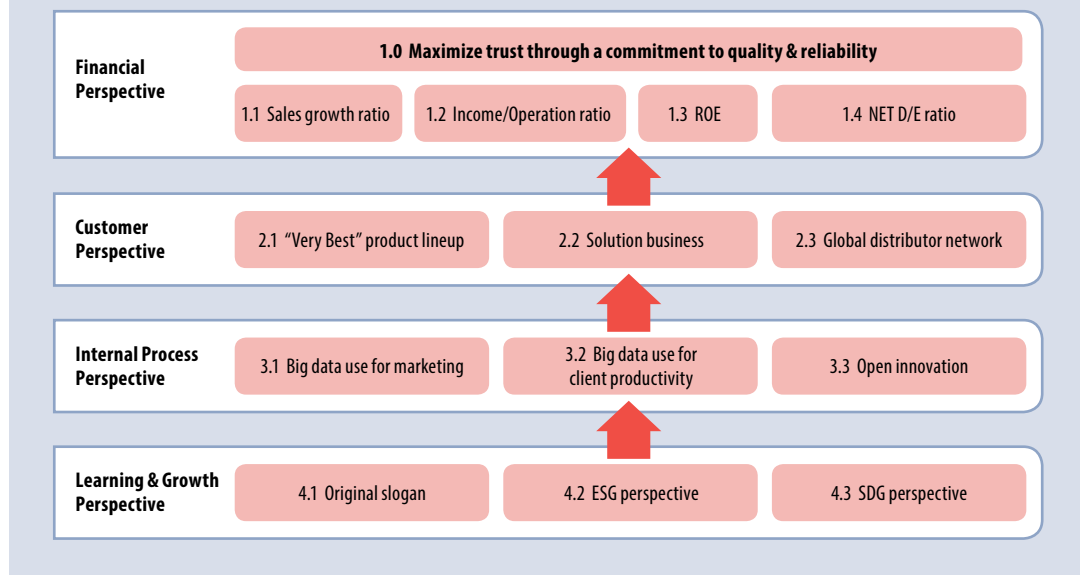 Financial
Perspective
1.0 Maximize trust through a commitment to quality & reliability
1.1 Sales growth ratio
1.2 Income/Operation ratio
1.3 ROE
1.4 NET D/E ratio
Customer
Perspective
2.1 “Very Best” product lineup
2.2 Solution business
2.3 Global distributor network
Internal Process
Perspective
3.1 Big data use for marketing
3.2 Big data use for
client productivity
3.3 Open innovation
Learning & Growth
Perspective
4.1 Original slogan
4.2 ESG perspective
4.3 SDG perspective